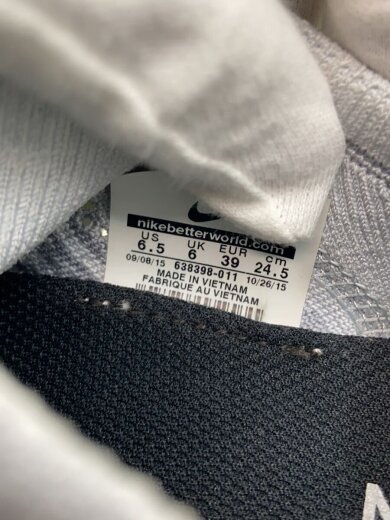 nikebetterworld.com
US UK EUR cm
6.5 6 39 24.5
09/08/15 638398-011 10/26/15
MADE IN VIETNAM
FABRIQUE AU VIETNAM